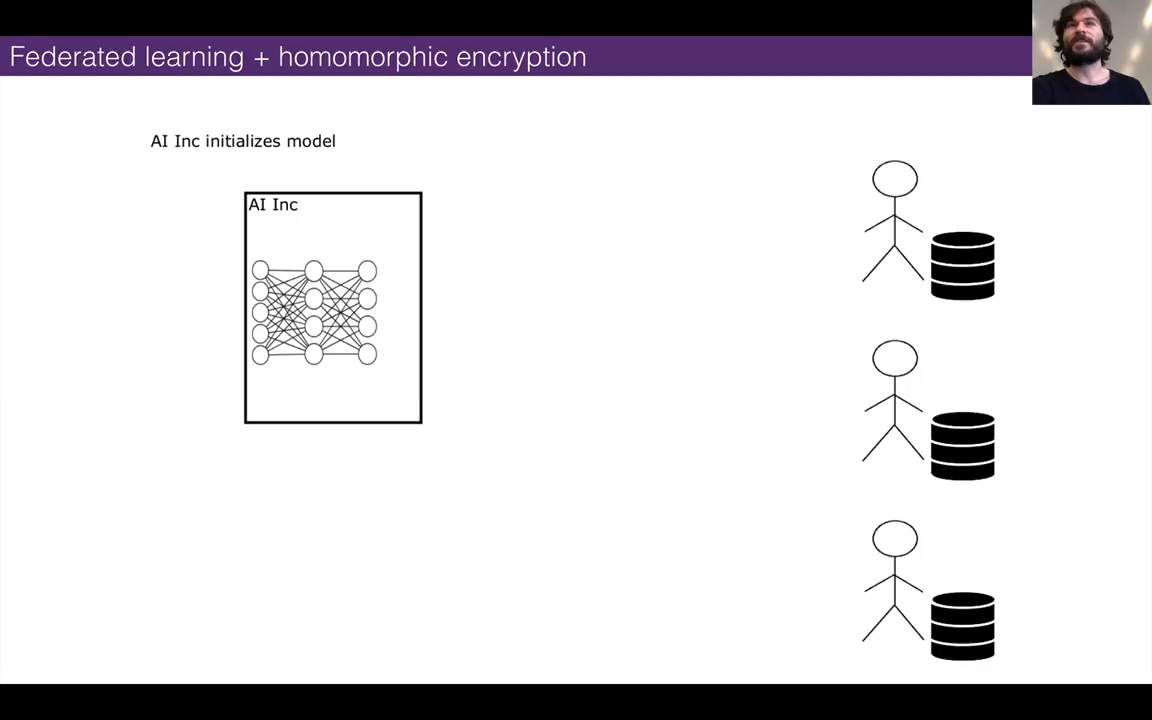 Federated learning + homomorphic encryption
AI Inc initializes model
AI Inc